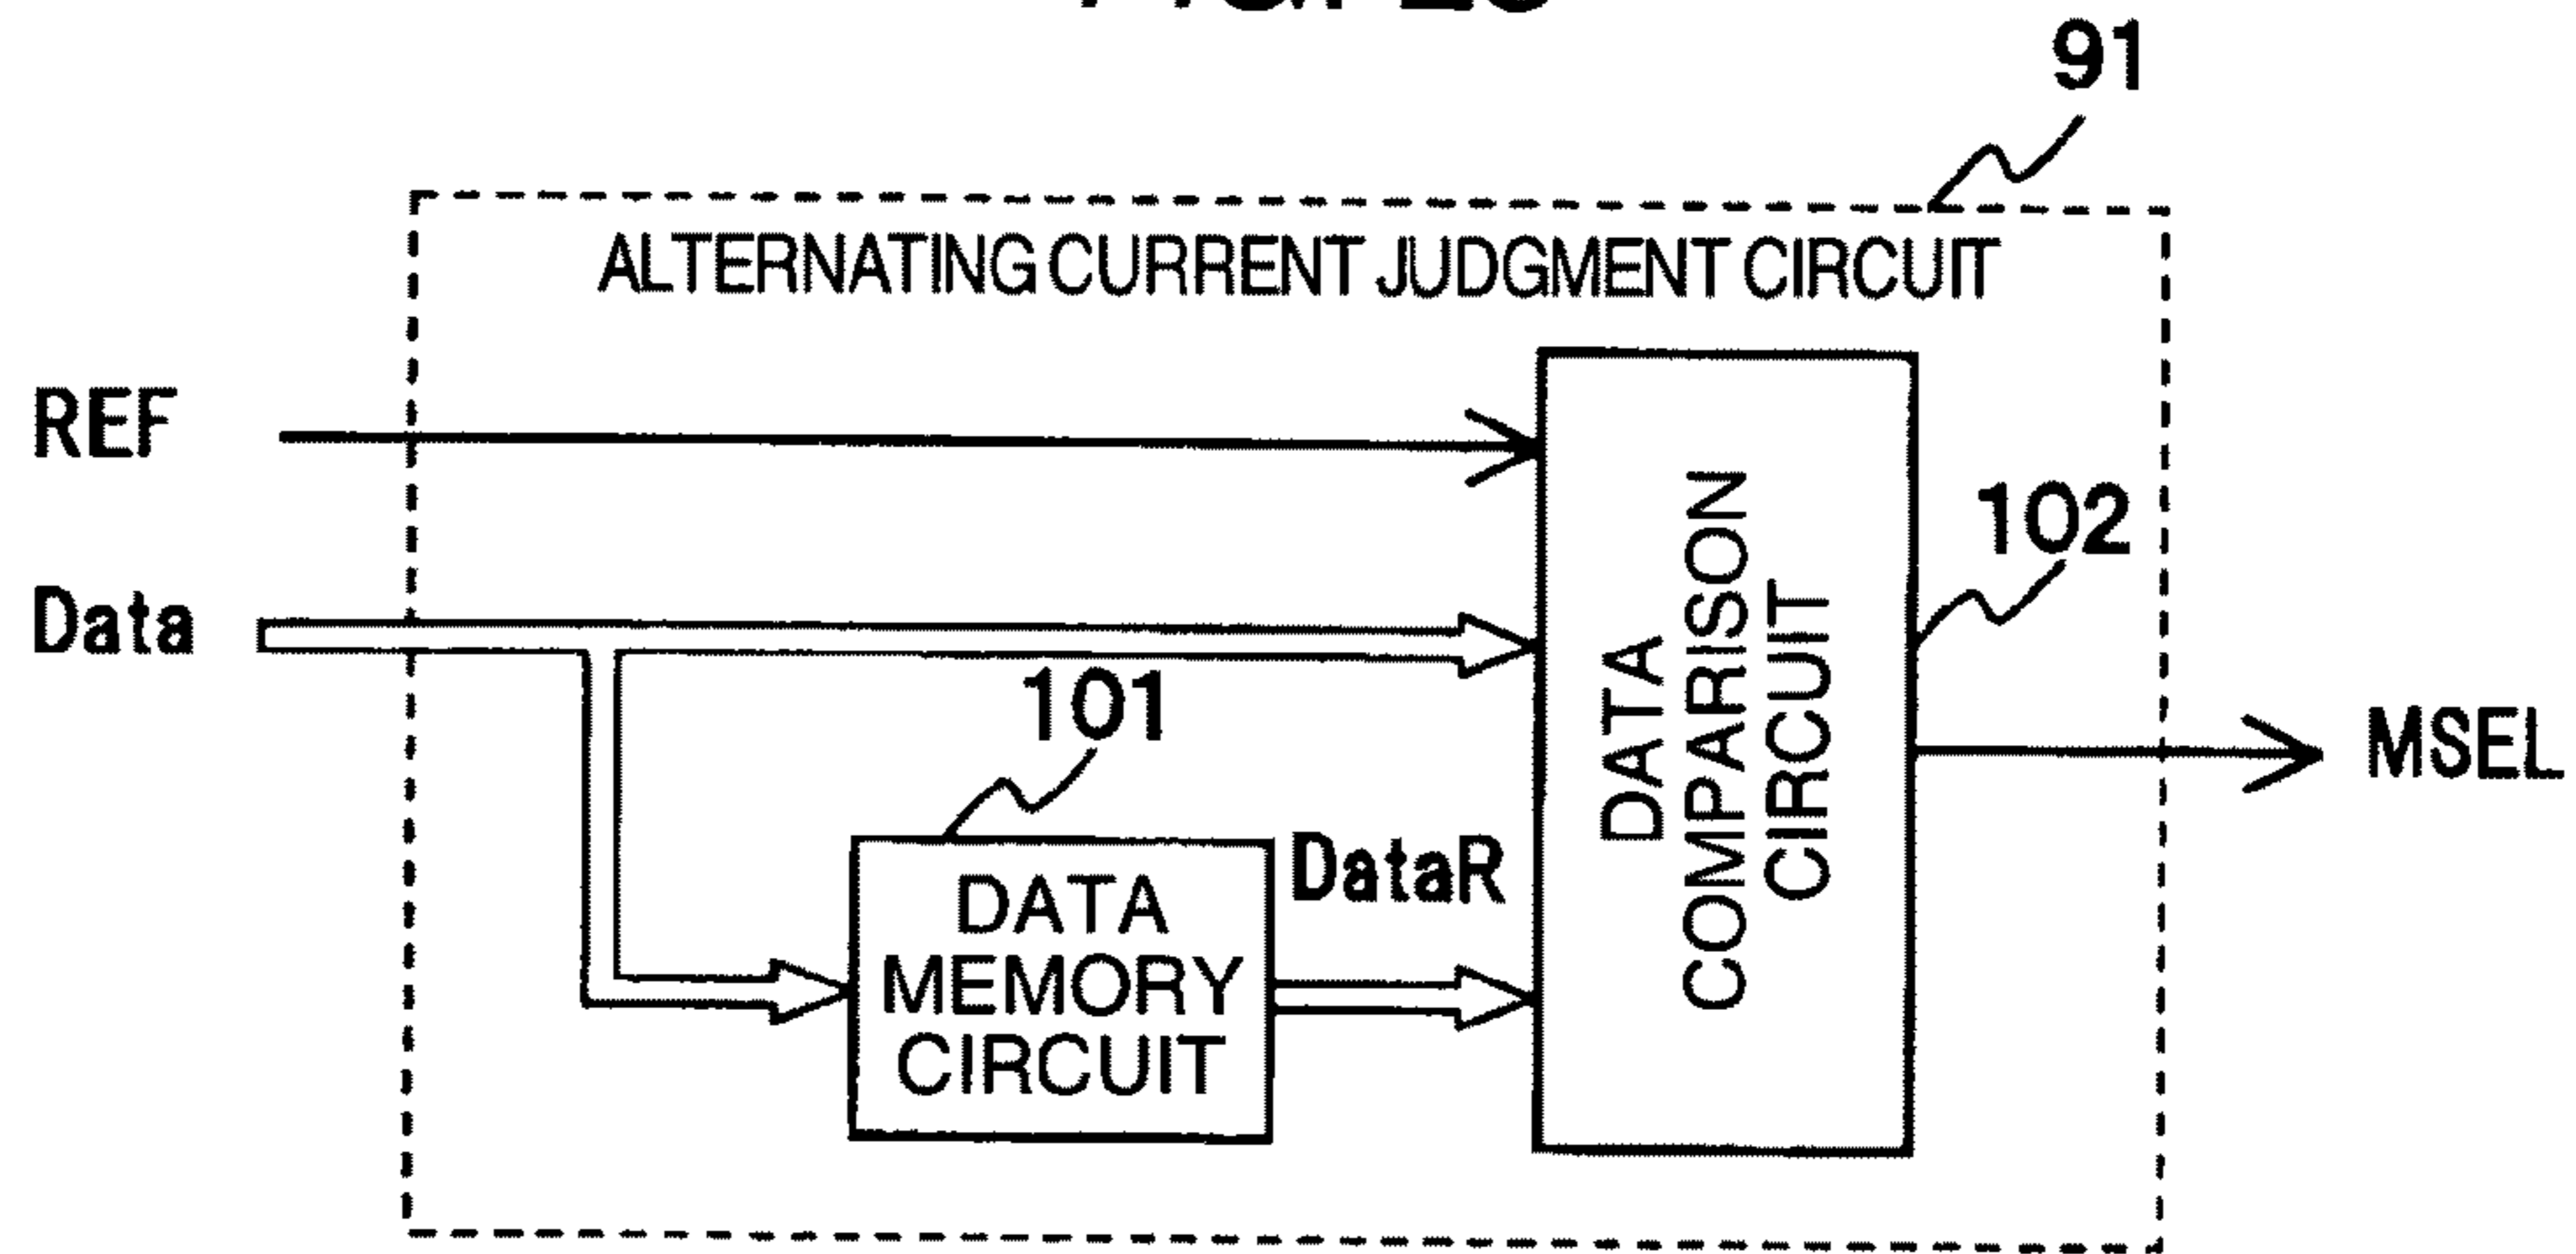 91
ALTERNATING CURRENT JUDGMENT CIRCUIT
REF
Data
101
102
DATA
COMPARISON
CIRCUIT
MSEL
DataR
DATA
MEMORY
CIRCUIT